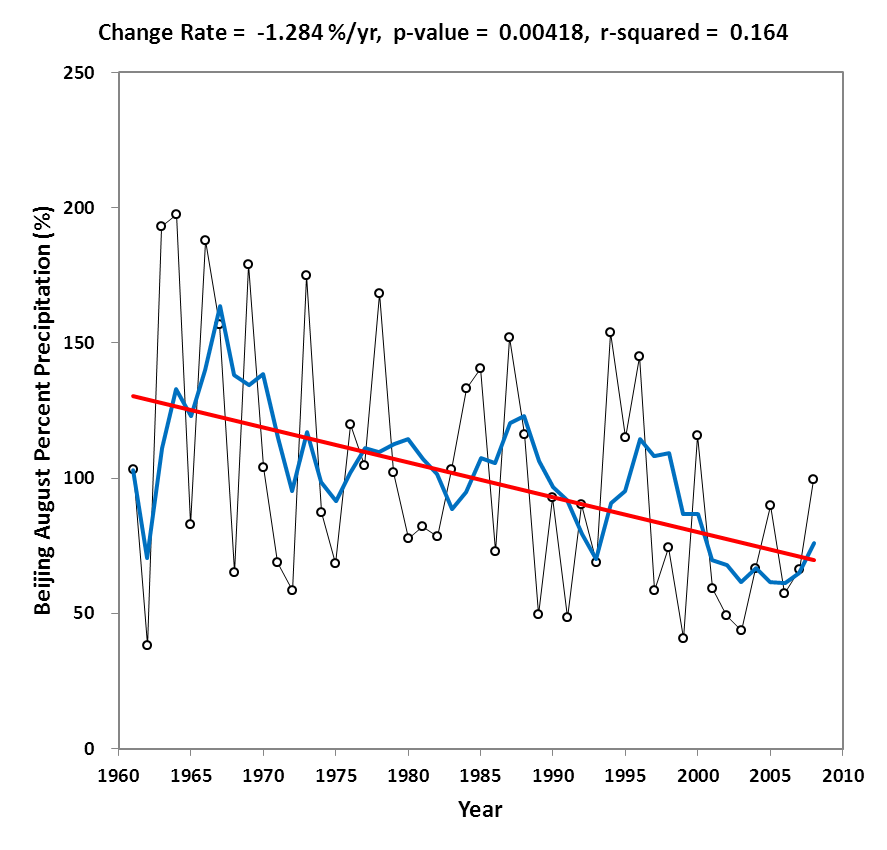 Change Rate = -1.284 %/yr, p-value = 0.00418, r-squared = 0.164
250
200
150
100
50
0
Beijing August Percent Precipitation (%)
1960 1965 1970 1975 1980 1985 1990 1995 2000 2005 2010
Year